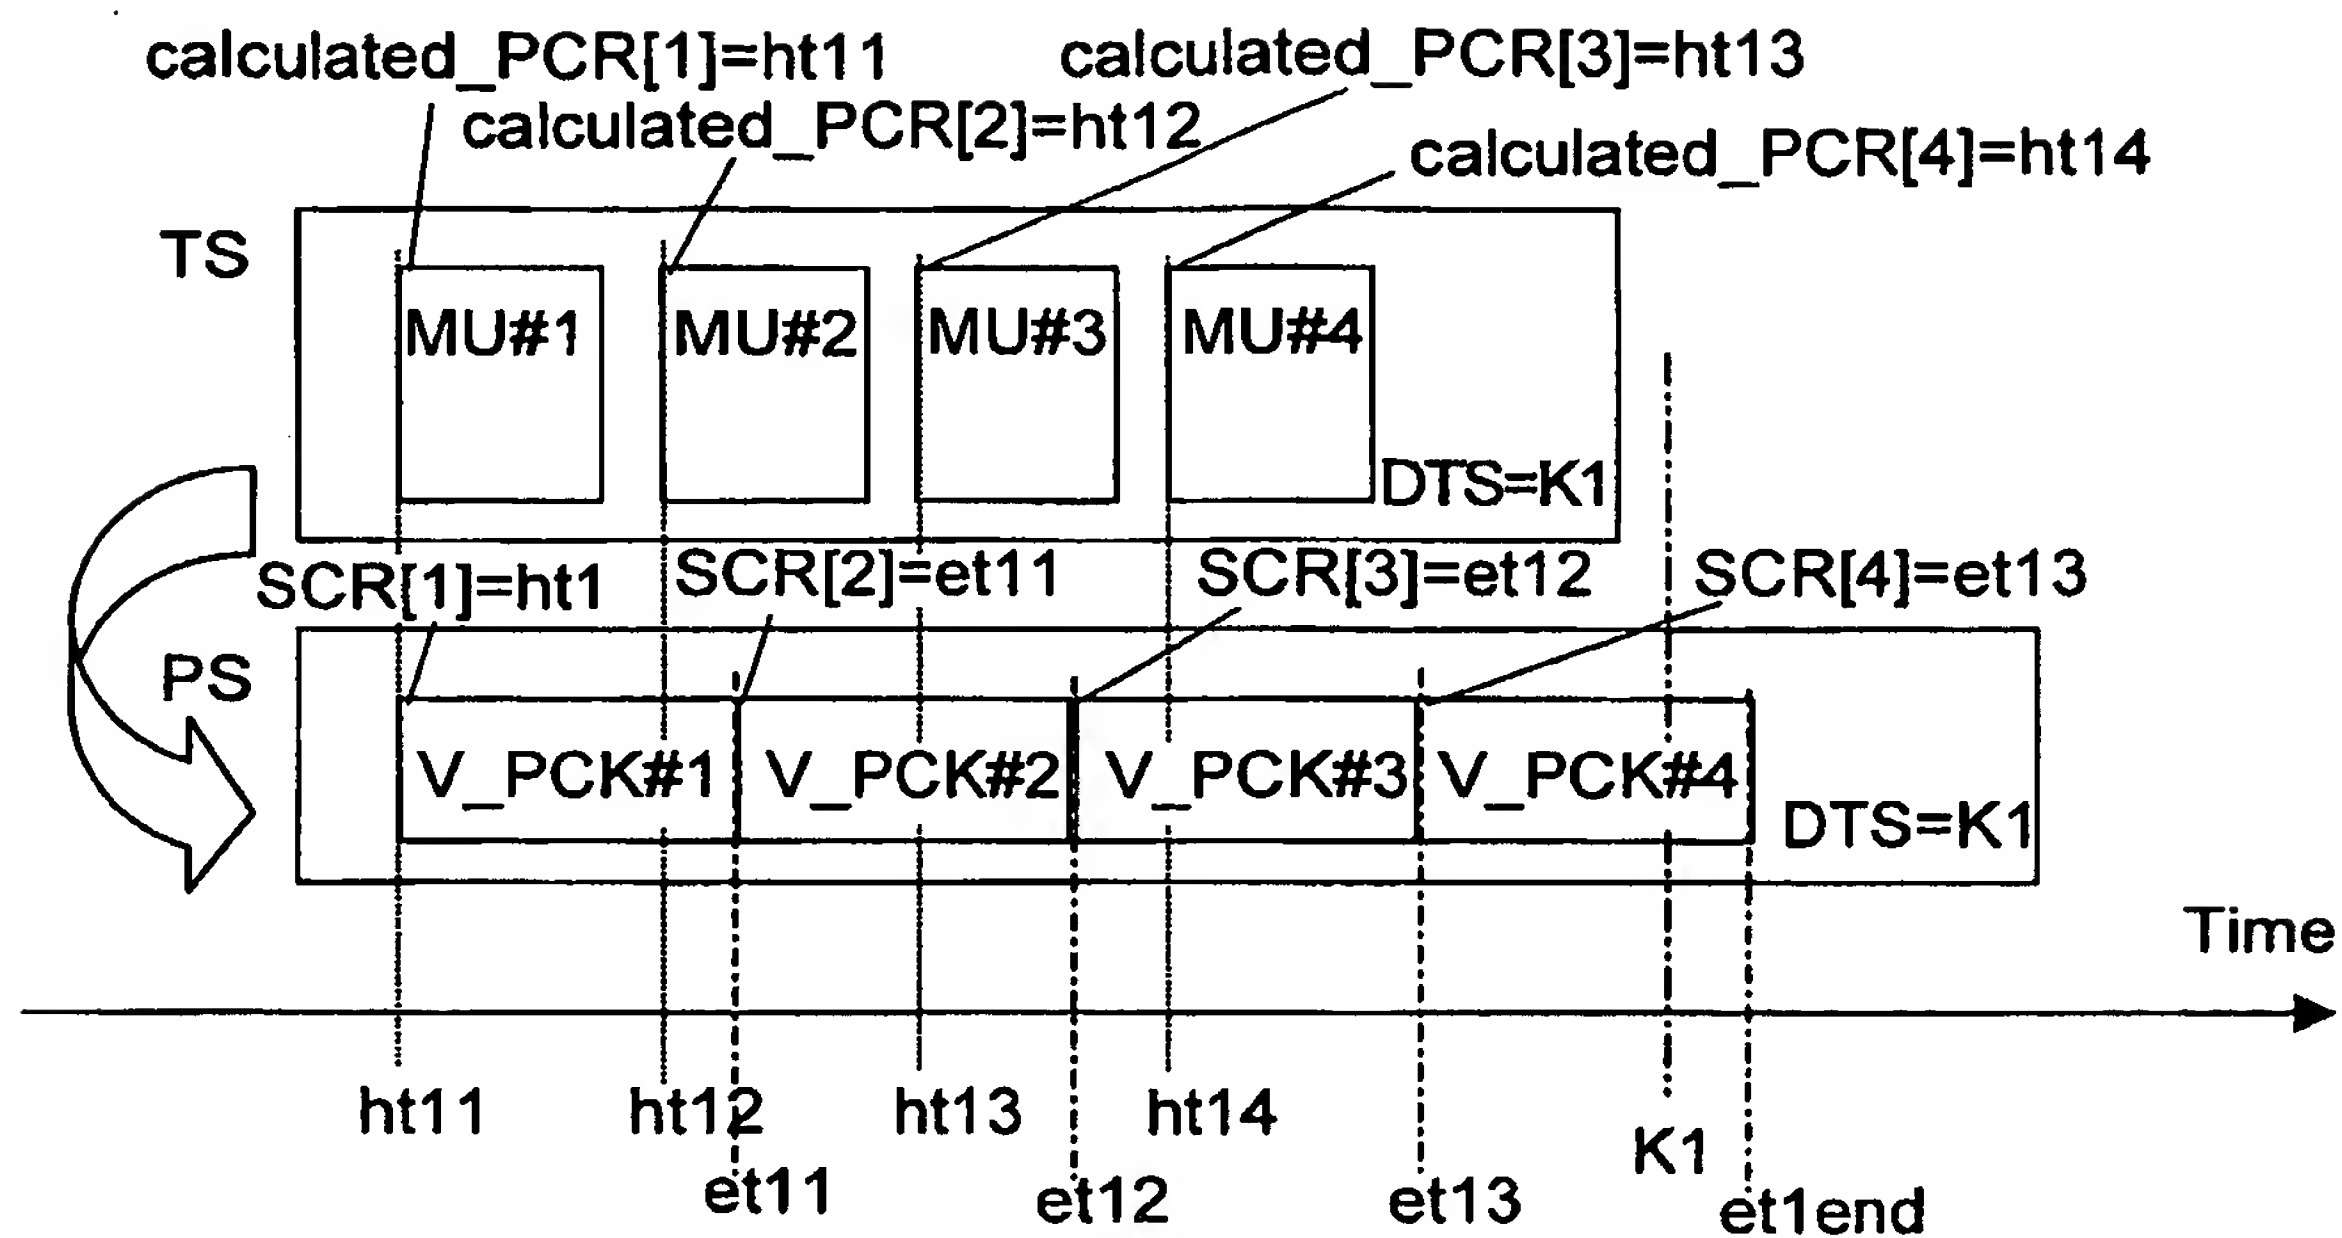 calculated_PCR[1]=ht11
calculated_PCR[3]=ht13
calculated_PCR[2]=ht12
calculated_PCR[4]=ht14
TS
MU#1
MU#2
MU#3
MU#4
DTS=K1
SCR[1]=ht1
SCR[2]=et11
SCR[3]=et12
SCR[4]=et13
PS
V_PCK#1
V_PCK#2
V_PCK#3
V_PCK#4
DTS=K1
Time
ht11
ht12
ht13
ht14
K1
et11
et12
et13
et1end